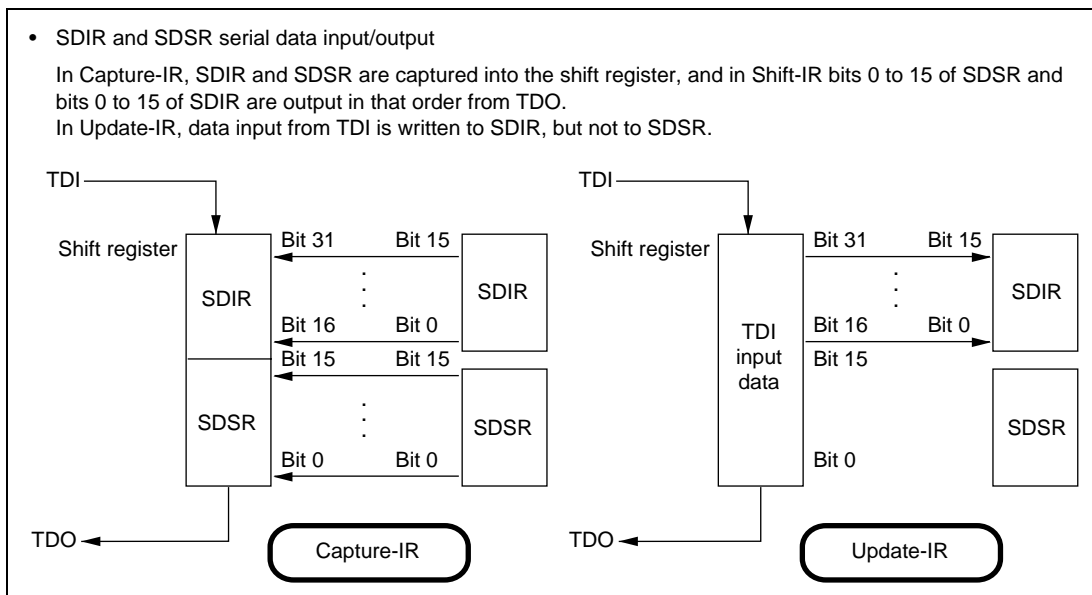 • SDIR and SDSR serial data input/output
In Capture-IR, SDIR and SDSR are captured into the shift register, and in Shift-IR bits 0 to 15 of SDSR and
bits 0 to 15 of SDIR are output in that order from TDO.
In Update-IR, data input from TDI is written to SDIR, but not to SDSR.
TDI
Shift register
SDIR
SDSR
Bit 31 Bit 15
.
.
.
Bit 16 Bit 0
Bit 15 Bit 15
.
.
.
Bit 0 Bit 0
SDIR
SDSR
TDO
Capture-IR
TDI
Shift register
TDI
input
data
Bit 31 Bit 15
.
.
.
Bit 16 Bit 0
Bit 15
Bit 0
SDIR
SDSR
TDO
Update-IR